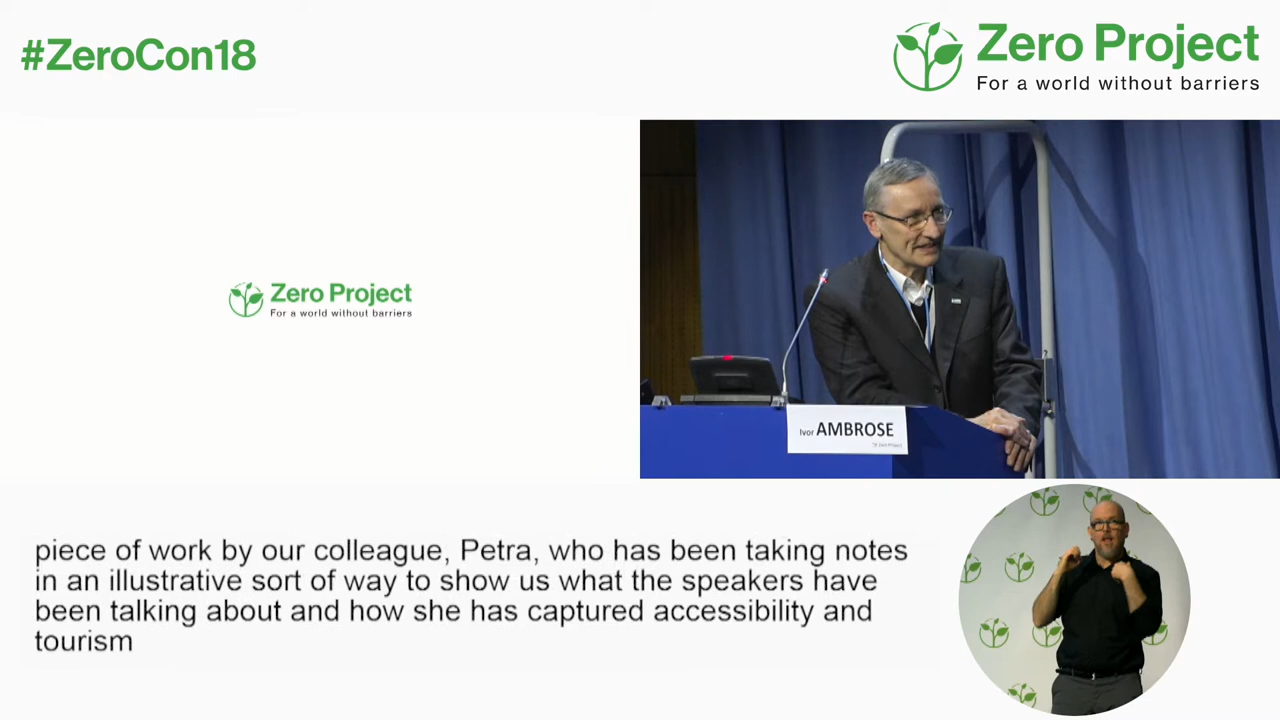 #ZeroCon18
Zero Project
For a world without barriers
Zero Project
For a world without barriers
Ivor AMBROSE
piece of work by our colleague, Petra, who has been taking notes
in an illustrative sort of way to show us what the speakers have
been talking about and how she has captured accessibility and
tourism